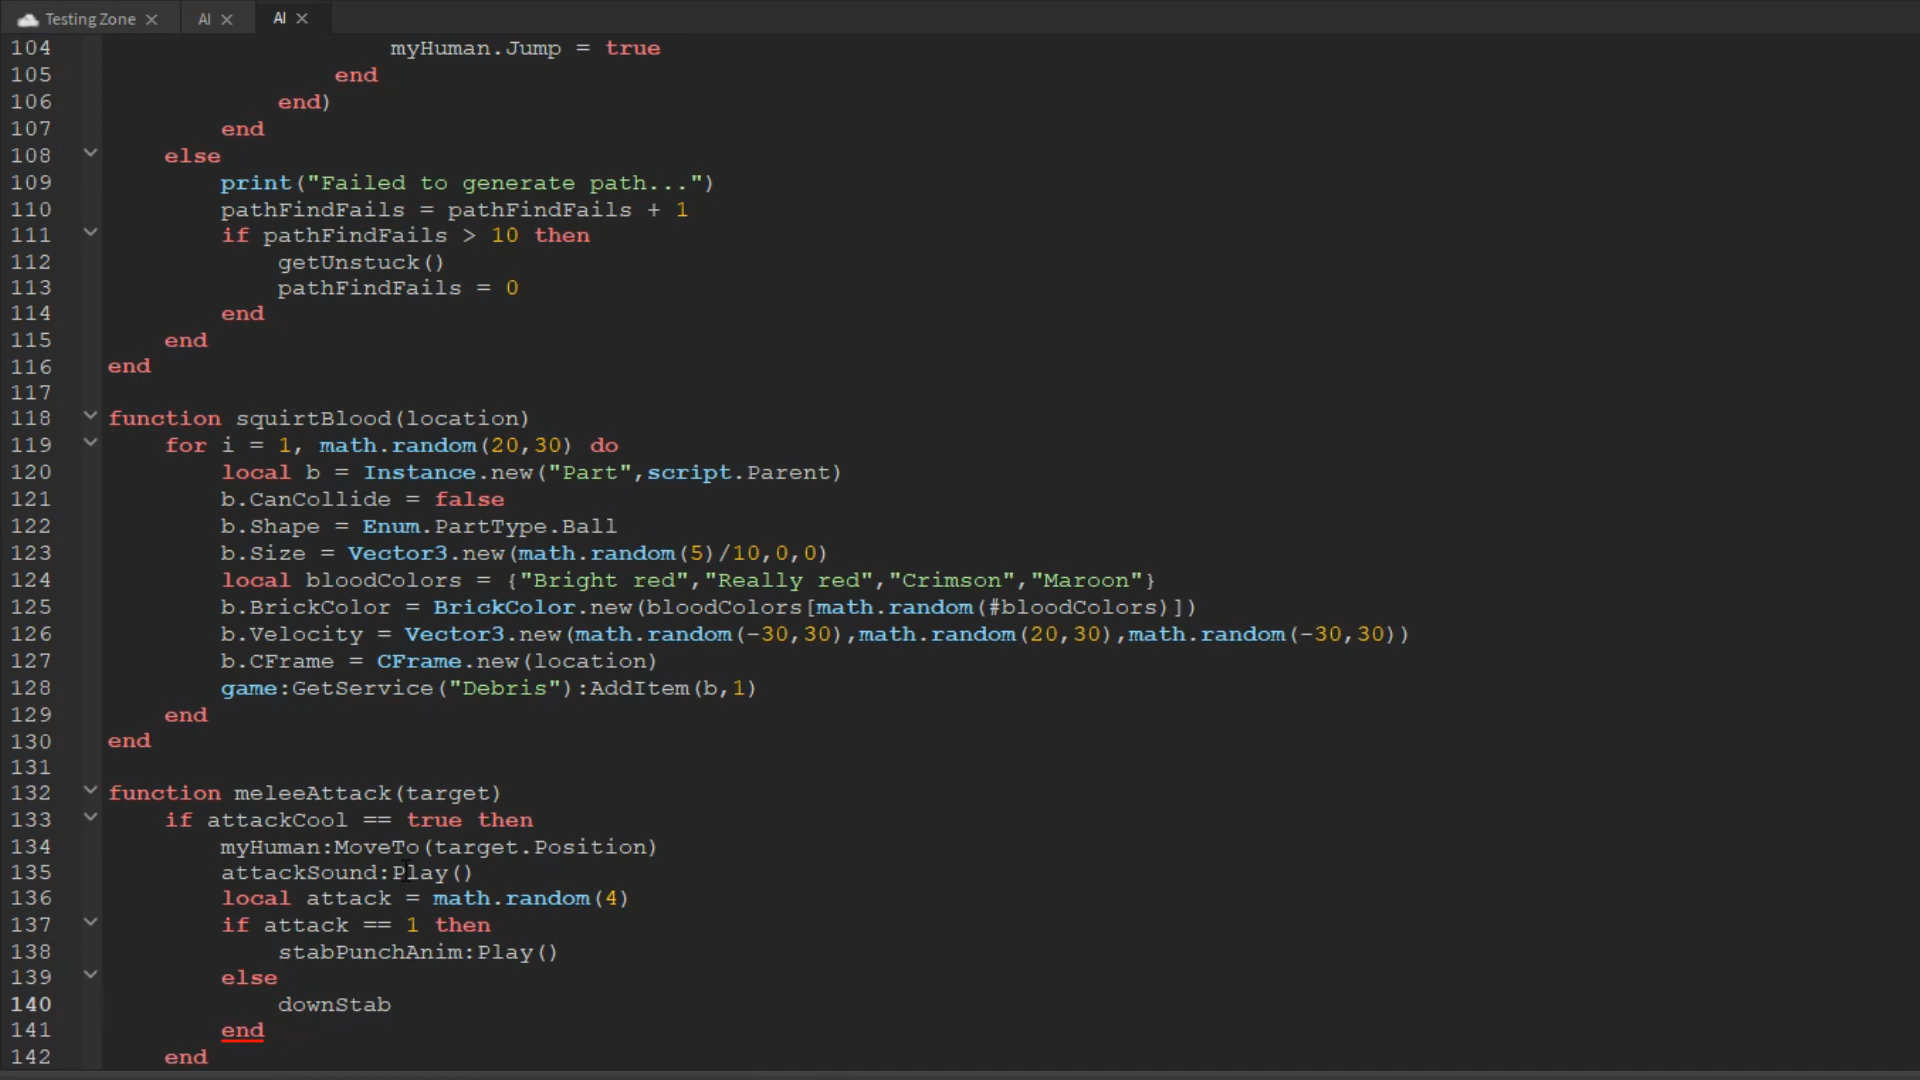 Testing Zone AI AI
104 myHuman.Jump = true
105 end
106 end)
107 end
108 else
109 print("Failed to generate path...")
110 pathFindFails = pathFindFails + 1
111 if pathFindFails > 10 then
112 getUnstuck()
113 pathFindFails = 0
114 end
115 end
116 end
117
118 function squirtBlood(location)
119 for i = 1, math.random(20,30) do
120 local b = Instance.new("Part",script.Parent)
121 b.CanCollide = false
122 b.Shape = Enum.PartType.Ball
123 b.Size = Vector3.new(math.random(5)/10,0,0)
124 local bloodColors = {"Bright red","Really red","Crimson","Maroon"}
125 b.BrickColor = BrickColor.new(bloodColors[math.random(#bloodColors)])
126 b.Velocity = Vector3.new(math.random(-30,30),math.random(20,30),math.random(-30,30))
127 b.CFrame = CFrame.new(location)
128 game:GetService("Debris"):AddItem(b,1)
129 end
130 end
131
132 function meleeAttack(target)
133 if attackCool == true then
134 myHuman:MoveTo(target.Position)
135 attackSound:Play()
136 local attack = math.random(4)
137 if attack == 1 then
138 stabPunchAnim:Play()
139 else
140 downStab
141 end
142 end